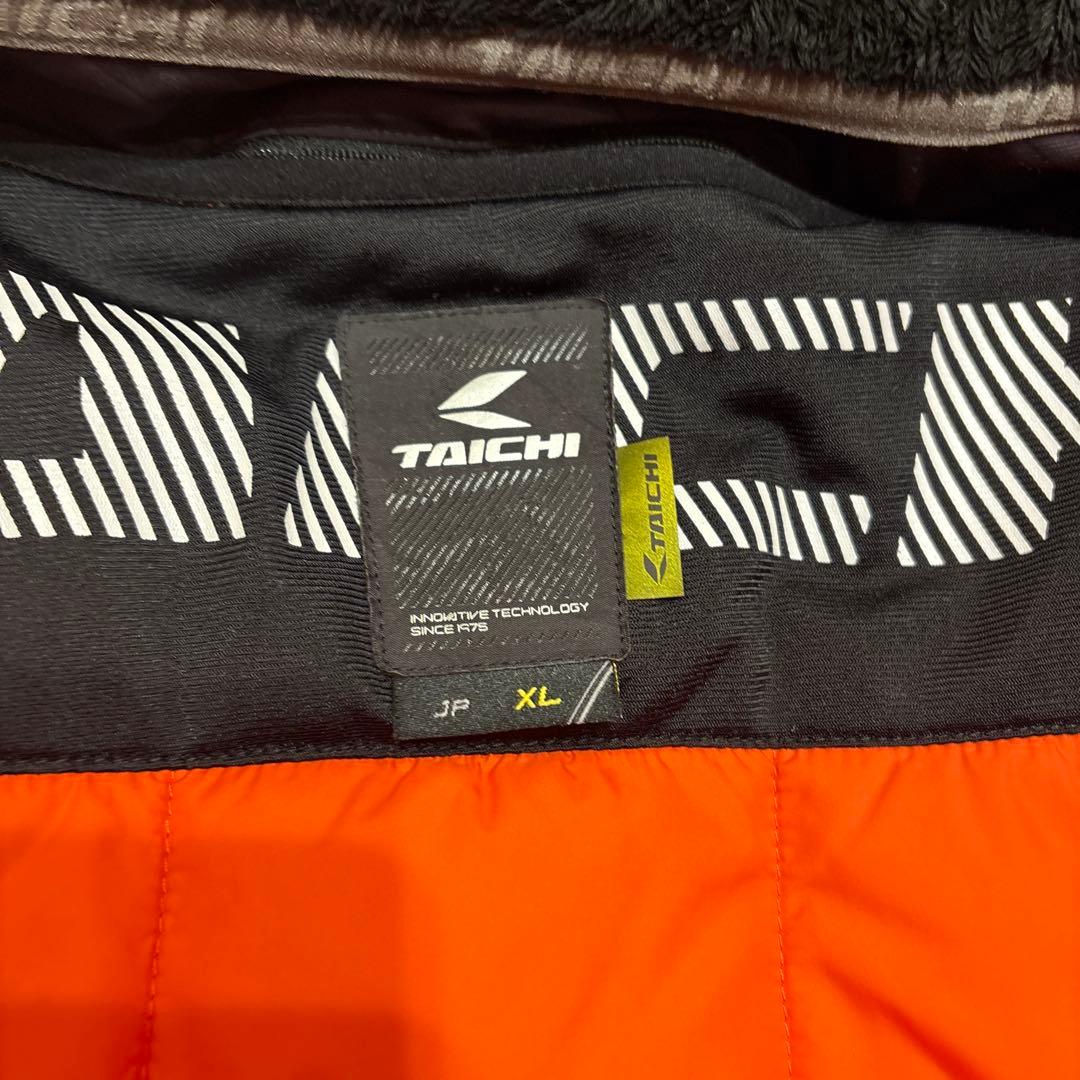 TAICHI
TAICHI
INNOVATIVE TECHNOLOGY
SINCE 1975
JP XL